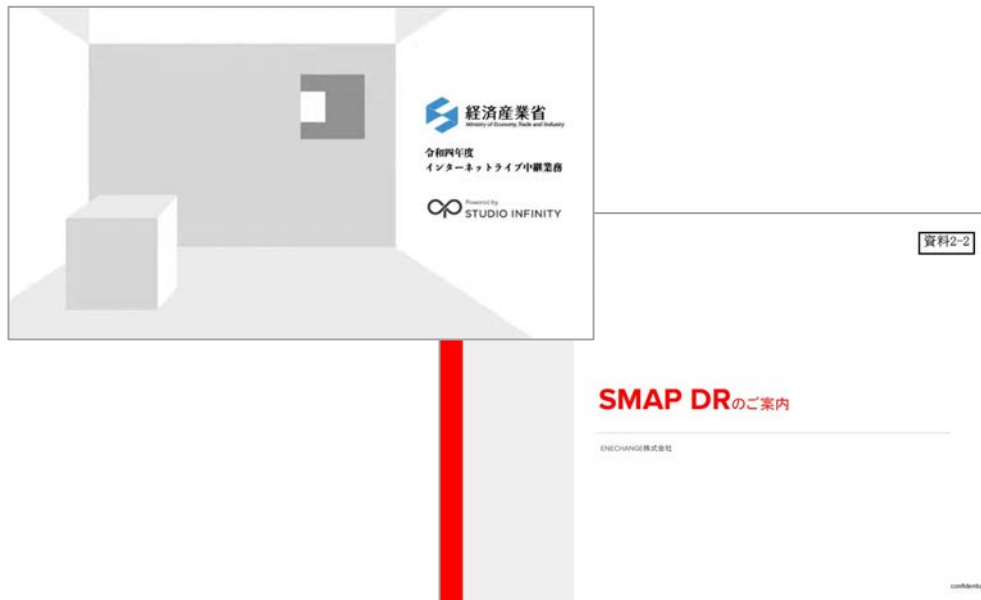 経済産業省
Ministry of Economy, Trade and Industry
令和四年度
インターネットライブ中継業務
Powered by
STUDIO INFINITY
資料2-2
SMAP DRのご案内
ENECHANGE株式会社